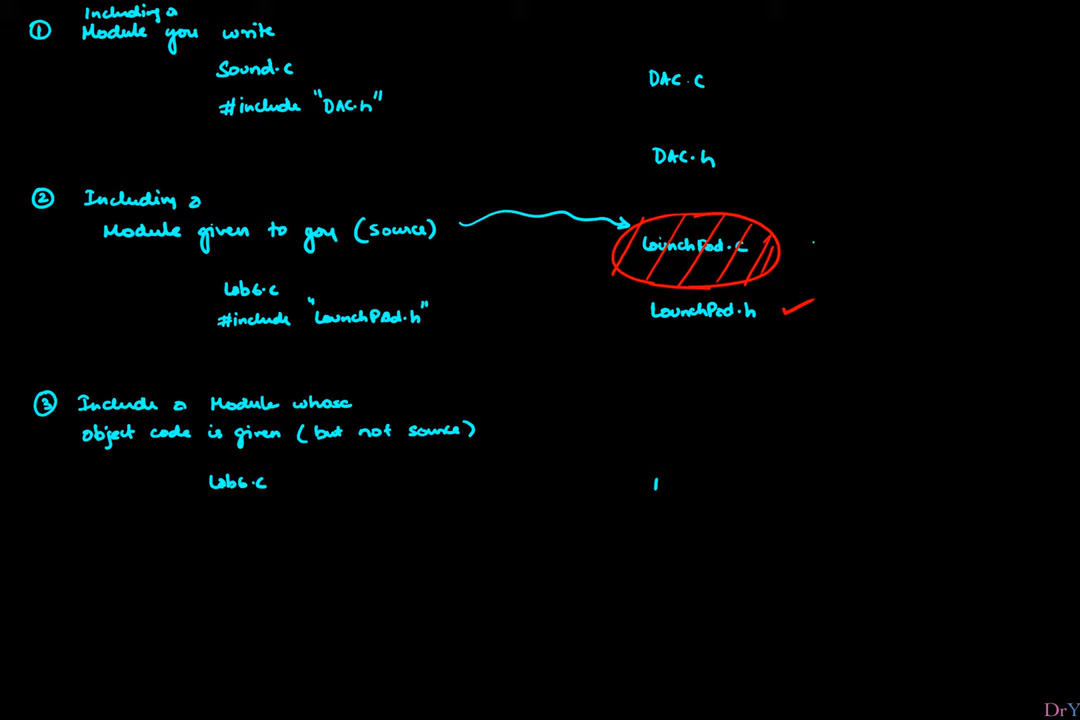 Including a
① Module you write
Sound.c
#include "DAC.h"
DAC.c
DAC.h
② Including a
Module given to you (source)
LaunchPad.c
LaunchPad.h
Lab6.c
#include "LaunchPad.h"
③ Include a Module whose
object code is given (but not source)
Lab6.c
DrY